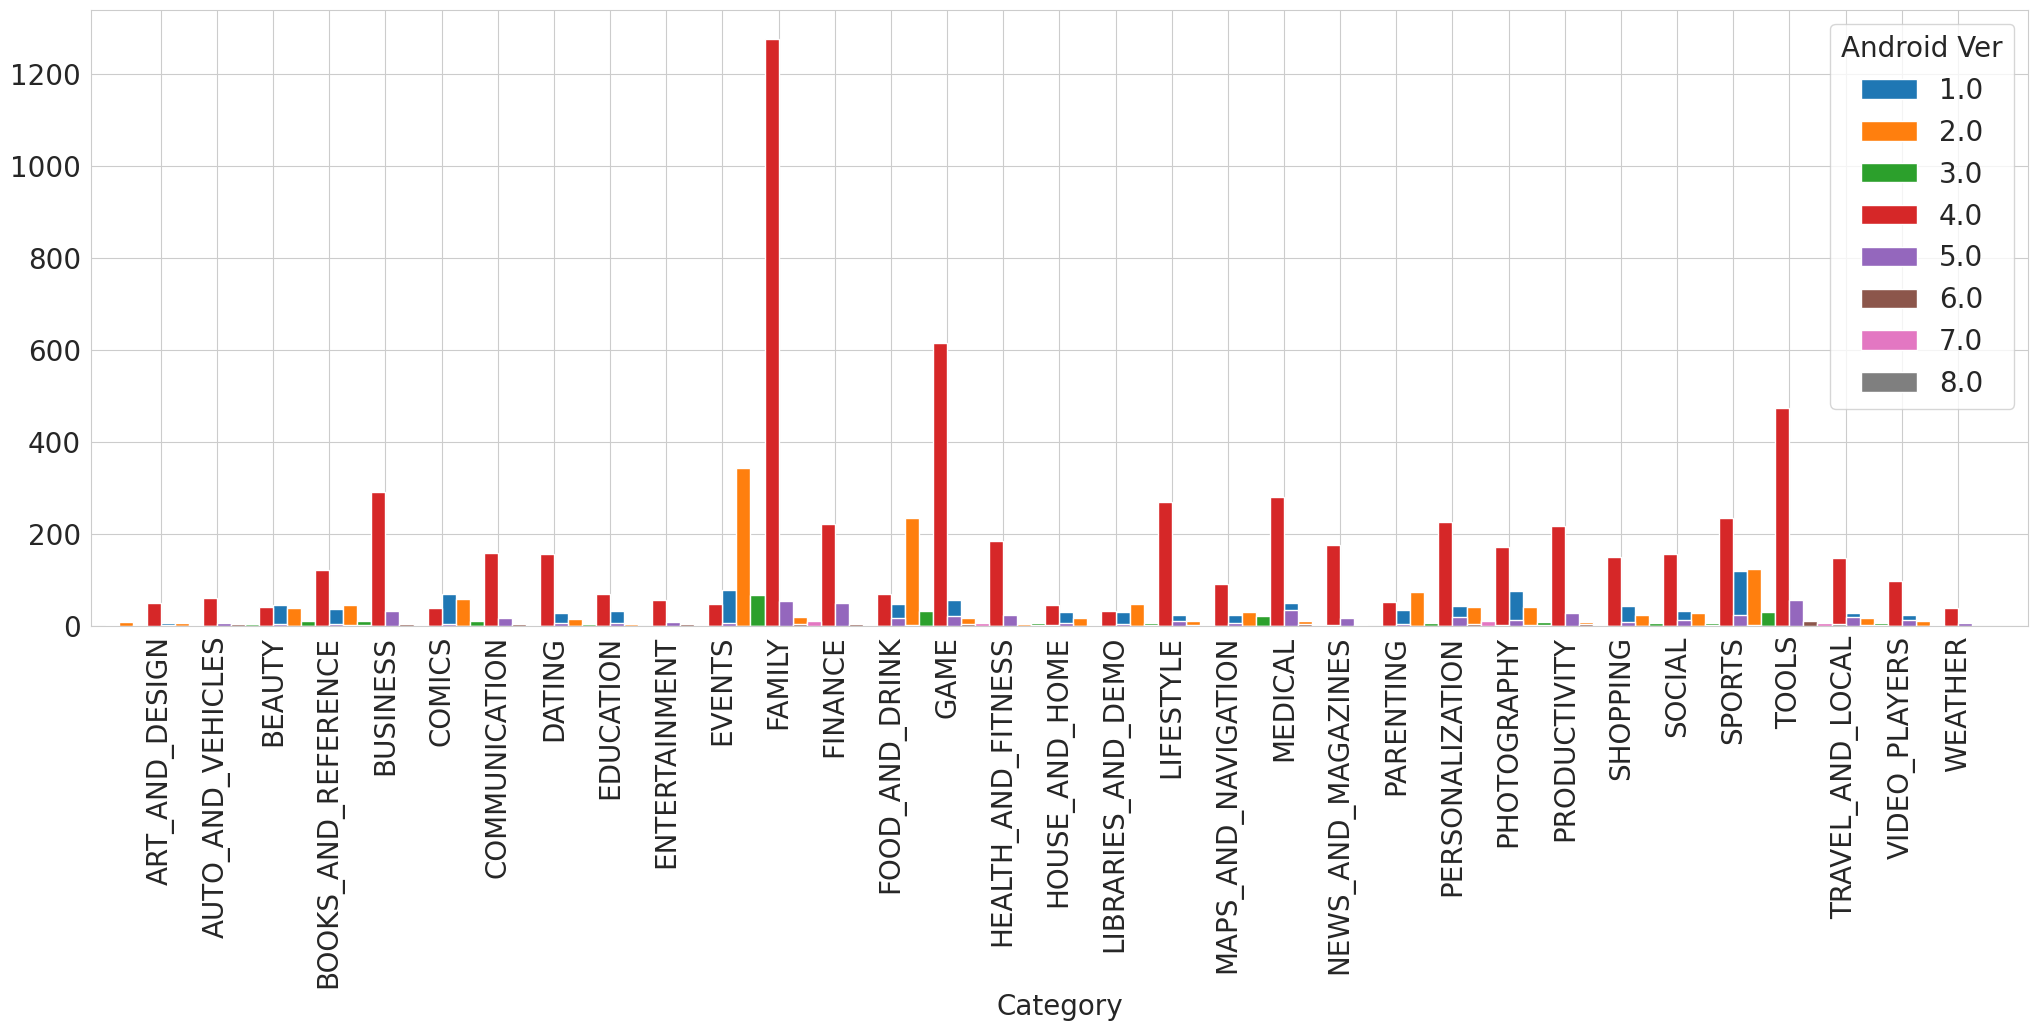 1200
1000
800
600
400
200
0
Android Ver
1.0
2.0
3.0
4.0
5.0
6.0
7.0
8.0
ART_AND_DESIGN
AUTO_AND_VEHICLES
BEAUTY
BOOKS_AND_REFERENCE
BUSINESS
COMICS
COMMUNICATION
DATING
EDUCATION
ENTERTAINMENT
EVENTS
FAMILY
FINANCE
FOOD_AND_DRINK
GAME
HEALTH_AND_FITNESS
HOUSE_AND_HOME
LIBRARIES_AND_DEMO
LIFESTYLE
MAPS_AND_NAVIGATION
MEDICAL
NEWS_AND_MAGAZINES
PARENTING
PERSONALIZATION
PHOTOGRAPHY
PRODUCTIVITY
SHOPPING
SOCIAL
SPORTS
TOOLS
TRAVEL_AND_LOCAL
VIDEO_PLAYERS
WEATHER
Category